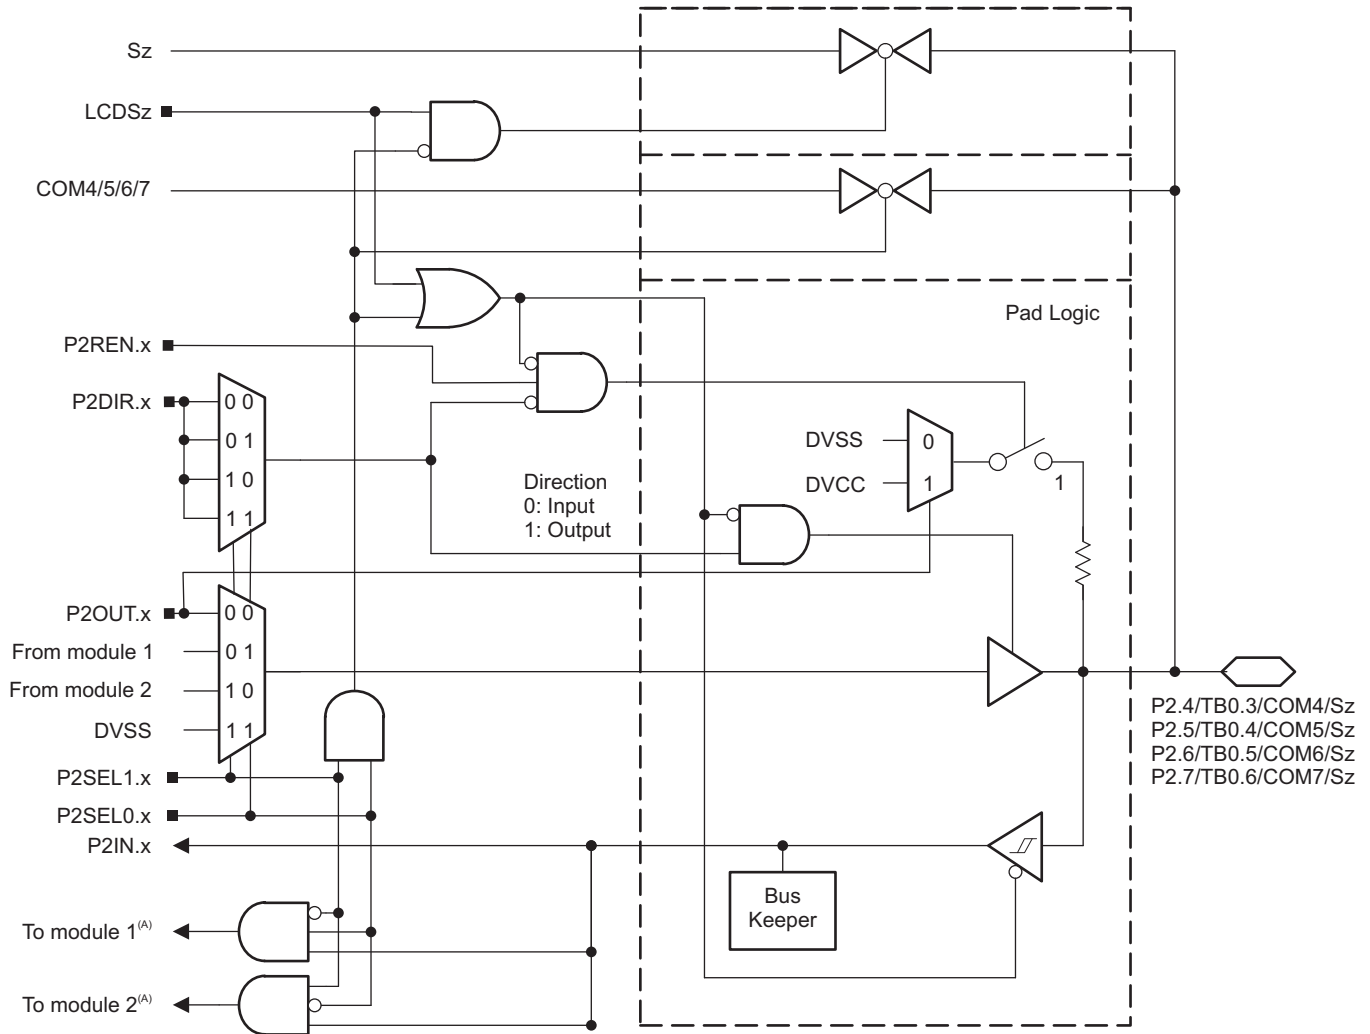 Sz
LCDSz
COM4/5/6/7
Pad Logic
P2REN.x
P2DIR.x
0 0
0 1
1 0
1 1
Direction
0: Input
1: Output
DVSS
0
DVCC
1
1
P2OUT.x
0 0
From module 1
0 1
From module 2
1 0
DVSS
1 1
P2.4/TB0.3/COM4/Sz
P2.5/TB0.4/COM5/Sz
P2.6/TB0.5/COM6/Sz
P2.7/TB0.6/COM7/Sz
P2SEL1.x
P2SEL0.x
P2IN.x
Bus
Keeper
To module 1(A)
To module 2(A)